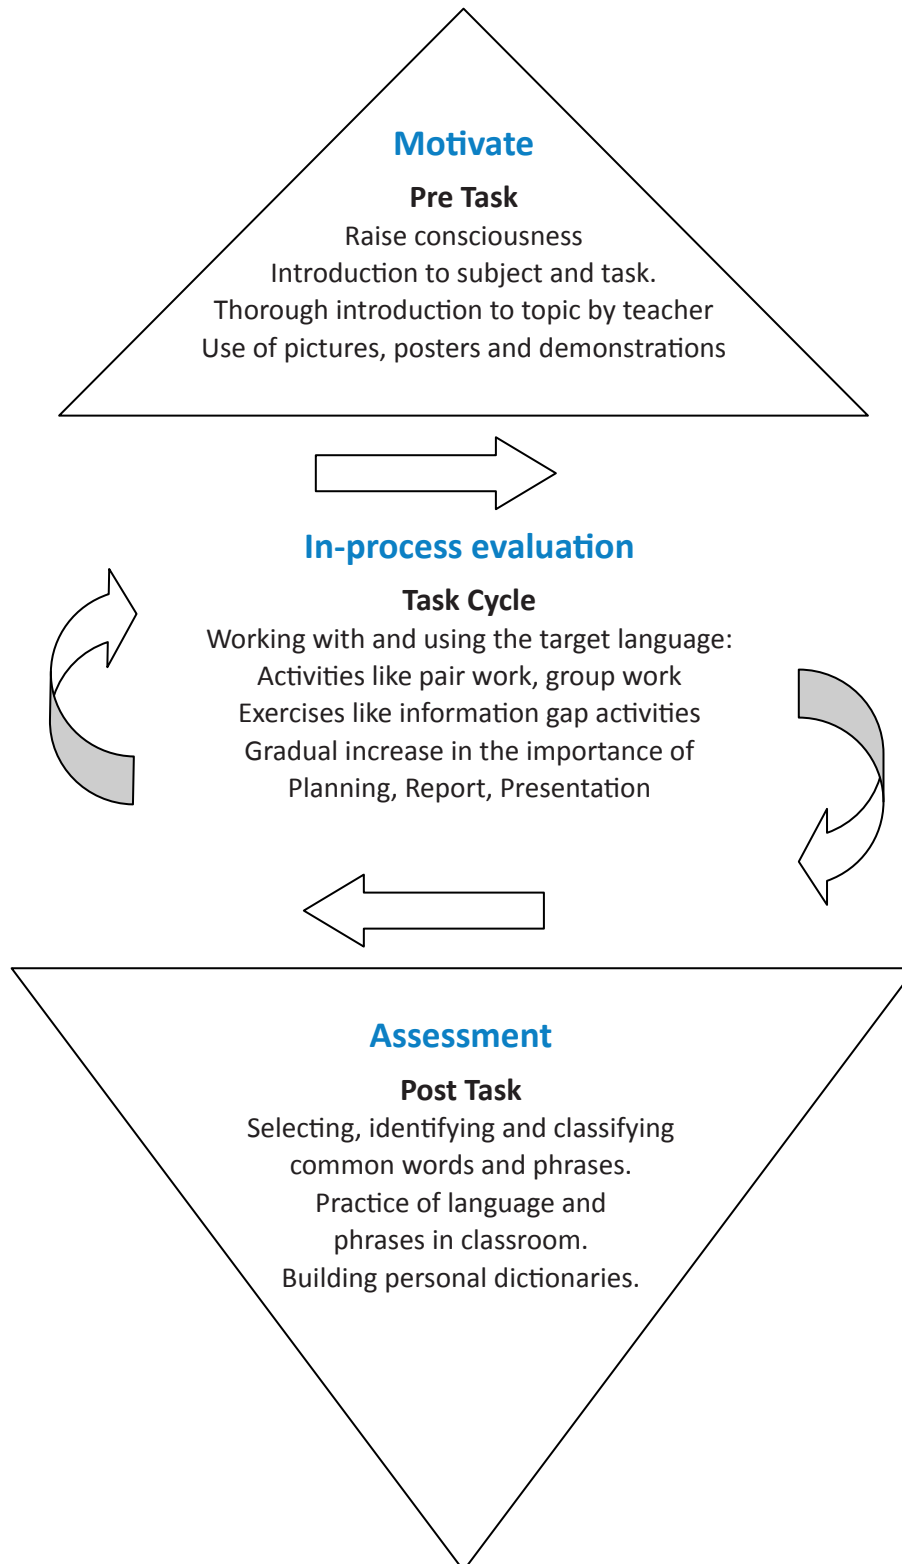 Motivate
Pre Task
Raise consciousness
Introduction to subject and task.
Thorough introduction to topic by teacher
Use of pictures, posters and demonstrations
In-process evaluation
Task Cycle
Working with and using the target language:
Activities like pair work, group work
Exercises like information gap activities
Gradual increase in the importance of
Planning, Report, Presentation
Assessment
Post Task
Selecting, identifying and classifying
common words and phrases.
Practice of language and
phrases in classroom.
Building personal dictionaries.